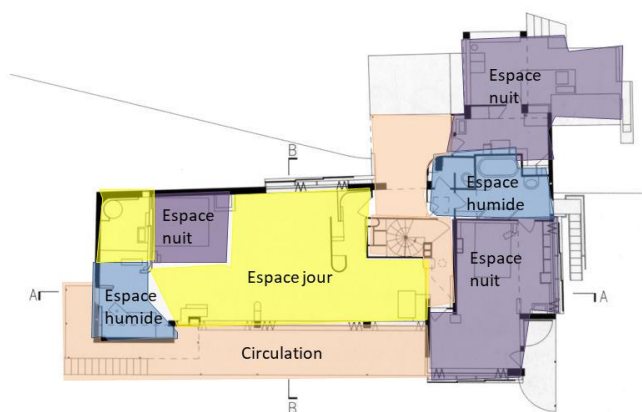 Espace
nuit
B
Espace
humide
Espace
nuit
Espace
nuit
Espace jour
A
A
Espace
humide
Circulation
B